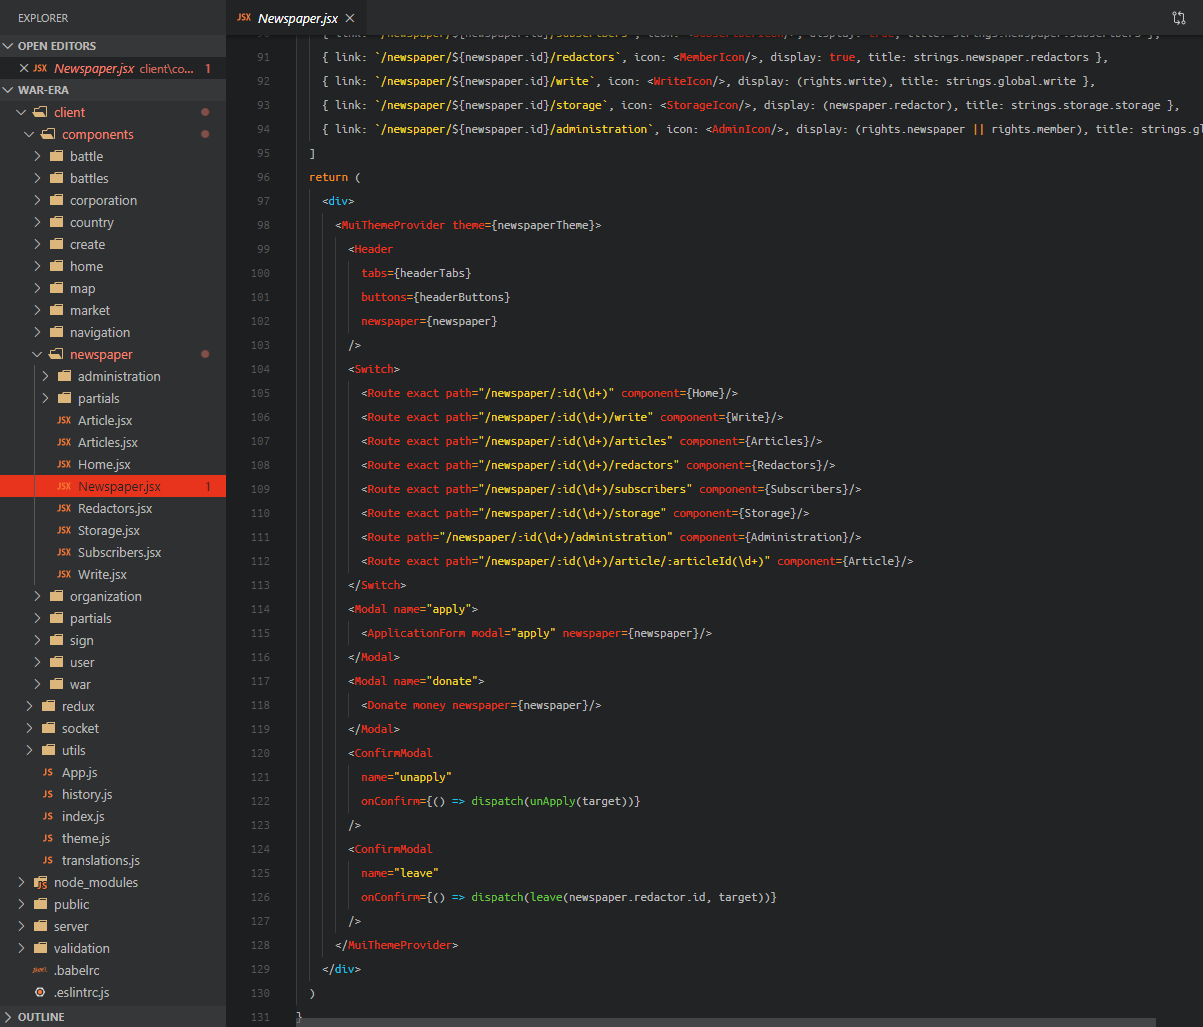 EXPLORER
OPEN EDITORS
JSX Newspaper.jsx client\co... 1
WAR-ERA
client
components
battle
battles
corporation
country
create
home
map
market
navigation
newspaper
administration
partials
JSX Article.jsx
JSX Articles.jsx
JSX Home.jsx
JSX Newspaper.jsx 1
JSX Redactors.jsx
JSX Storage.jsx
JSX Subscribers.jsx
JSX Write.jsx
organization
partials
sign
user
war
redux
socket
utils
JS App.js
JS history.js
JS index.js
JS theme.js
JS translations.js
node_modules
public
server
validation
.babelrc
.eslintrc.js
OUTLINE
JSX Newspaper.jsx
90 { link: `/newspaper/${newspaper.id}/subscribers`, icon: <SubscriberIcon/>, display: true, title: strings.newspaper.subscribers },
91 { link: `/newspaper/${newspaper.id}/redactors`, icon: <MemberIcon/>, display: true, title: strings.newspaper.redactors },
92 { link: `/newspaper/${newspaper.id}/write`, icon: <WriteIcon/>, display: (rights.write), title: strings.global.write },
93 { link: `/newspaper/${newspaper.id}/storage`, icon: <StorageIcon/>, display: (newspaper.redactor), title: strings.storage.storage },
94 { link: `/newspaper/${newspaper.id}/administration`, icon: <AdminIcon/>, display: (rights.newspaper || rights.member), title: strings.gl
95 ]
96 return (
97 <div>
98 <MuiThemeProvider theme={newspaperTheme}>
99 <Header
100 tabs={headerTabs}
101 buttons={headerButtons}
102 newspaper={newspaper}
103 />
104 <Switch>
105 <Route exact path="/newspaper/:id(\d+)" component={Home}/>
106 <Route exact path="/newspaper/:id(\d+)/write" component={Write}/>
107 <Route exact path="/newspaper/:id(\d+)/articles" component={Articles}/>
108 <Route exact path="/newspaper/:id(\d+)/redactors" component={Redactors}/>
109 <Route exact path="/newspaper/:id(\d+)/subscribers" component={Subscribers}/>
110 <Route exact path="/newspaper/:id(\d+)/storage" component={Storage}/>
111 <Route path="/newspaper/:id(\d+)/administration" component={Administration}/>
112 <Route exact path="/newspaper/:id(\d+)/article/:articleId(\d+)" component={Article}/>
113 </Switch>
114 <Modal name="apply">
115 <ApplicationForm modal="apply" newspaper={newspaper}/>
116 </Modal>
117 <Modal name="donate">
118 <Donate money newspaper={newspaper}/>
119 </Modal>
120 <ConfirmModal
121 name="unapply"
122 onConfirm={() => dispatch(unApply(target))}
123 />
124 <ConfirmModal
125 name="leave"
126 onConfirm={() => dispatch(leave(newspaper.redactor.id, target))}
127 />
128 </MuiThemeProvider>
129 </div>
130 )
131 }